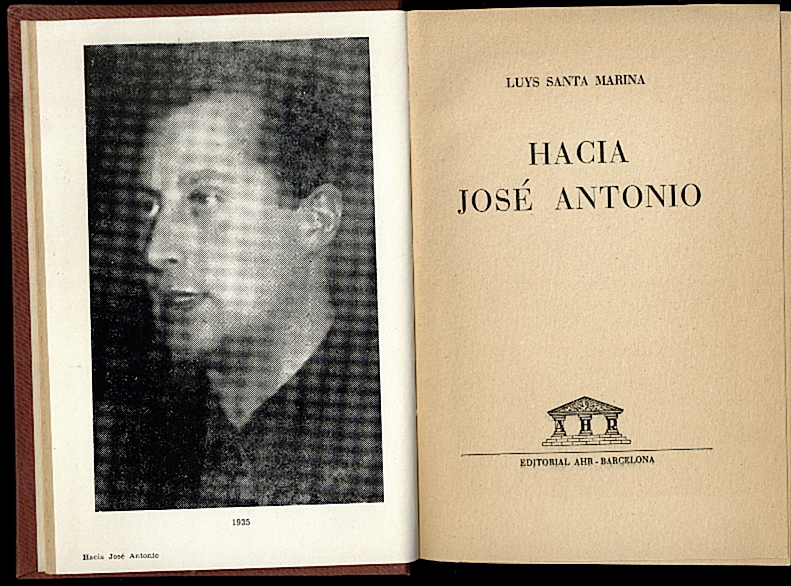 1935
Hacia José Antonio
LUYS SANTA MARINA
HACIA
JOSÉ ANTONIO
A H R
EDITORIAL AHR - BARCELONA